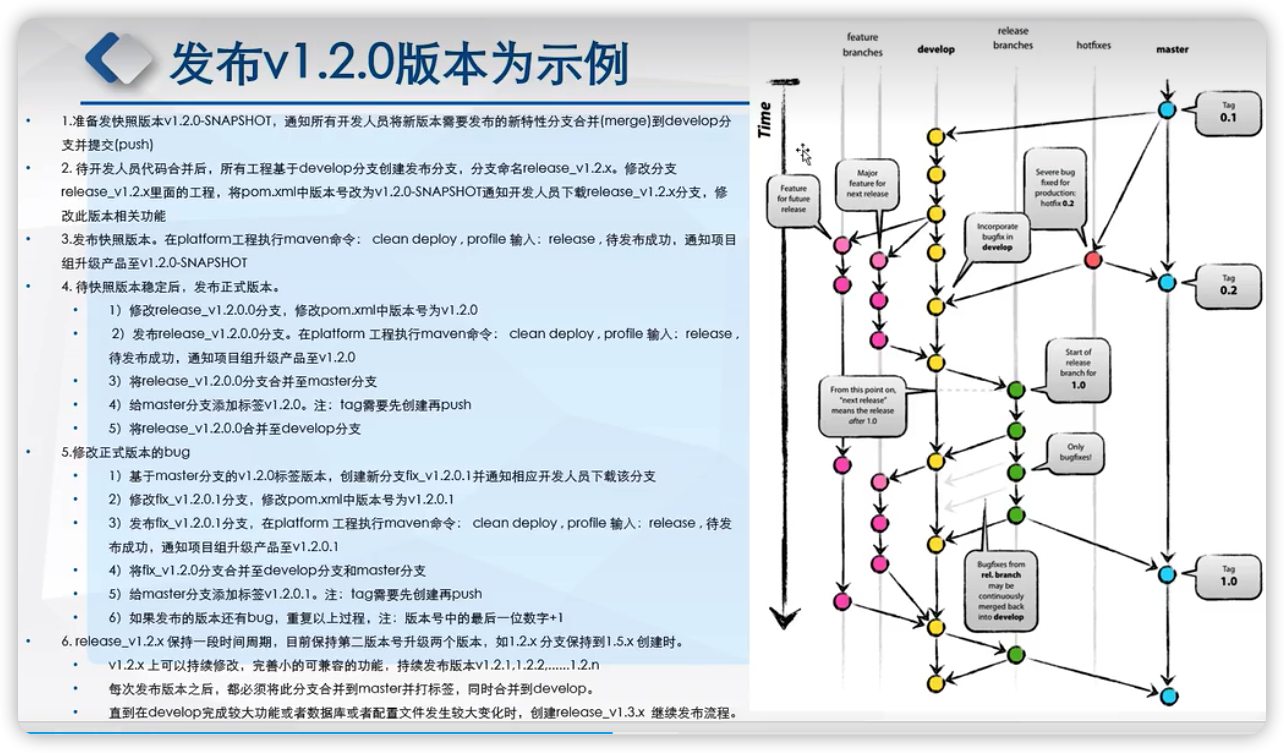 发布v1.2.0版本为示例
1.准备发快照版本v1.2.0-SNAPSHOT，通知所有开发人员将新版本需要发布的新特性分支合并(merge)到develop分
支并提交(push)
2. 待开发人员代码合并后，所有工程基于develop分支创建发布分支，分支命名release_v1.2.x。修改分支
release_v1.2.x里面的工程，将pom.xml中版本号改为v1.2.0-SNAPSHOT通知开发人员下载release_v1.2.x分支，修
改此版本相关功能
3.发布快照版本。在platform工程执行maven命令： clean deploy , profile 输入：release , 待发布成功，通知项目
组升级产品至v1.2.0-SNAPSHOT
4. 待快照版本稳定后，发布正式版本。
1）修改release_v1.2.0.0分支，修改pom.xml中版本号为v1.2.0
2）发布release_v1.2.0.0分支。在platform 工程执行maven命令： clean deploy , profile 输入：release ,
待发布成功，通知项目组升级产品至v1.2.0
3）将release_v1.2.0.0分支合并至master分支
4）给master分支添加标签v1.2.0。注：tag需要先创建再push
5）将release_v1.2.0.0合并至develop分支
5.修改正式版本的bug
1）基于master分支的v1.2.0标签版本，创建新分支fix_v1.2.0.1并通知相应开发人员下载该分支
2）修改fix_v1.2.0.1分支，修改pom.xml中版本号为v1.2.0.1
3）发布fix_v1.2.0.1分支，在platform 工程执行maven命令： clean deploy , profile 输入：release , 待发
布成功，通知项目组升级产品至v1.2.0.1
4）将fix_v1.2.0分支合并至develop分支和master分支
5）给master分支添加标签v1.2.0.1。注：tag需要先创建再push
6）如果发布的版本还有bug，重复以上过程，注：版本号中的最后一位数字+1
6. release_v1.2.x 保持一段时间周期，目前保持第二版本号升级两个版本，如1.2.x 分支保持到1.5.x 创建时。
v1.2.x 上可以持续修改，完善小的可兼容的功能，持续发布版本v1.2.1,1.2.2,......1.2.n
每次发布版本之后，都必须将此分支合并到master并打标签，同时合并到develop。
直到在develop完成较大功能或者数据库或者配置文件发生较大变化时，创建release_v1.3.x 继续发布流程。
feature
branches
develop
release
branches
hotfixes
master
Time
Tag
0.1
Feature
for future
release
Major
feature for
next release
Severe bug
fixed for
production:
hotfix 0.2
Incorporate
bugfix in
develop
Tag
0.2
Start of
release
branch for
1.0
From this point on,
"next release"
means the release
after 1.0
Only
bugfixes!
Bugfixes from
rel. branch
may be
continuously
merged back
into develop
Tag
1.0